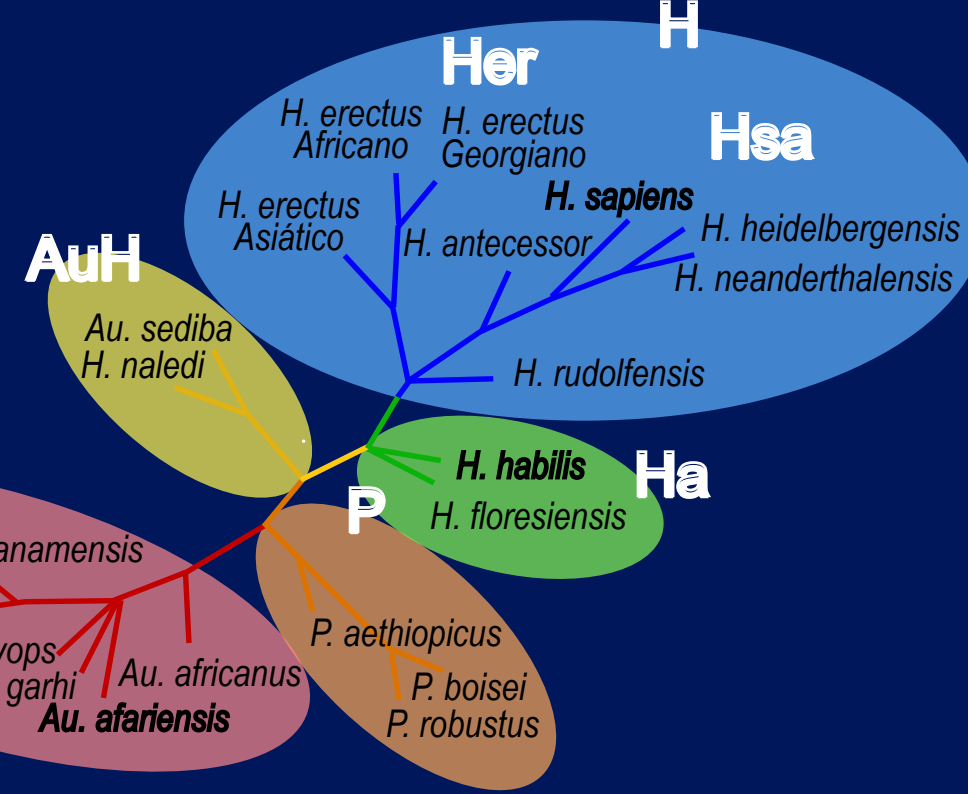 H
Her
H. erectus
Africano
H. erectus
Georgiano
Hsa
H. sapiens
H. erectus
Asiático
H. antecessor
H. heidelbergensis
H. neanderthalensis
AuH
Au. sediba
H. naledi
H. rudolfensis
H. habilis
Ha
H. floresiensis
P
anamensis
P. aethiopicus
yops
garhi
Au. africanus
Au. afariensis
P. boisei
P. robustus